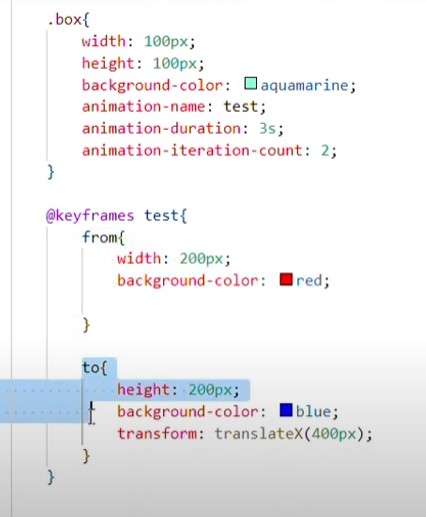 .box{
width: 100px;
height: 100px;
background-color: aquamarine;
animation-name: test;
animation-duration: 3s;
animation-iteration-count: 2;
}
@keyframes test{
from{
width: 200px;
background-color: red;
}
to{
height: 200px;
background-color: blue;
transform: translateX(400px);
}
}